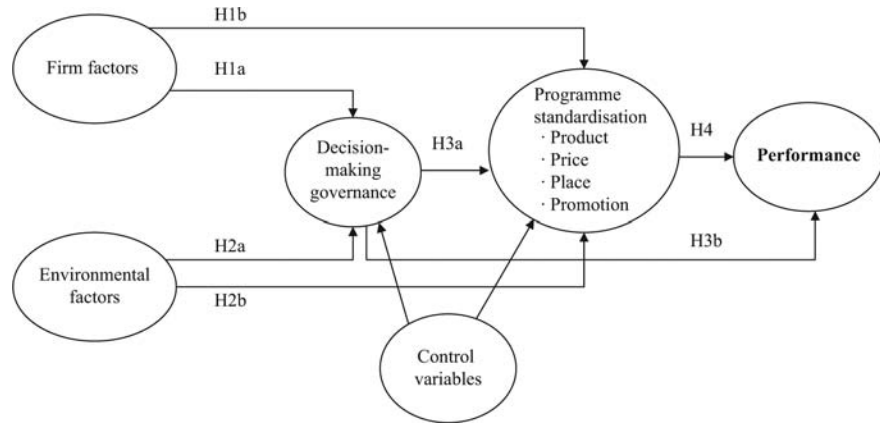 H1b
Firm factors
H1a
Programme
standardisation
· Product
· Price
· Place
· Promotion
Decision-
making
governance
H3a
H4
Performance
H2a
H3b
Environmental
factors
H2b
Control
variables